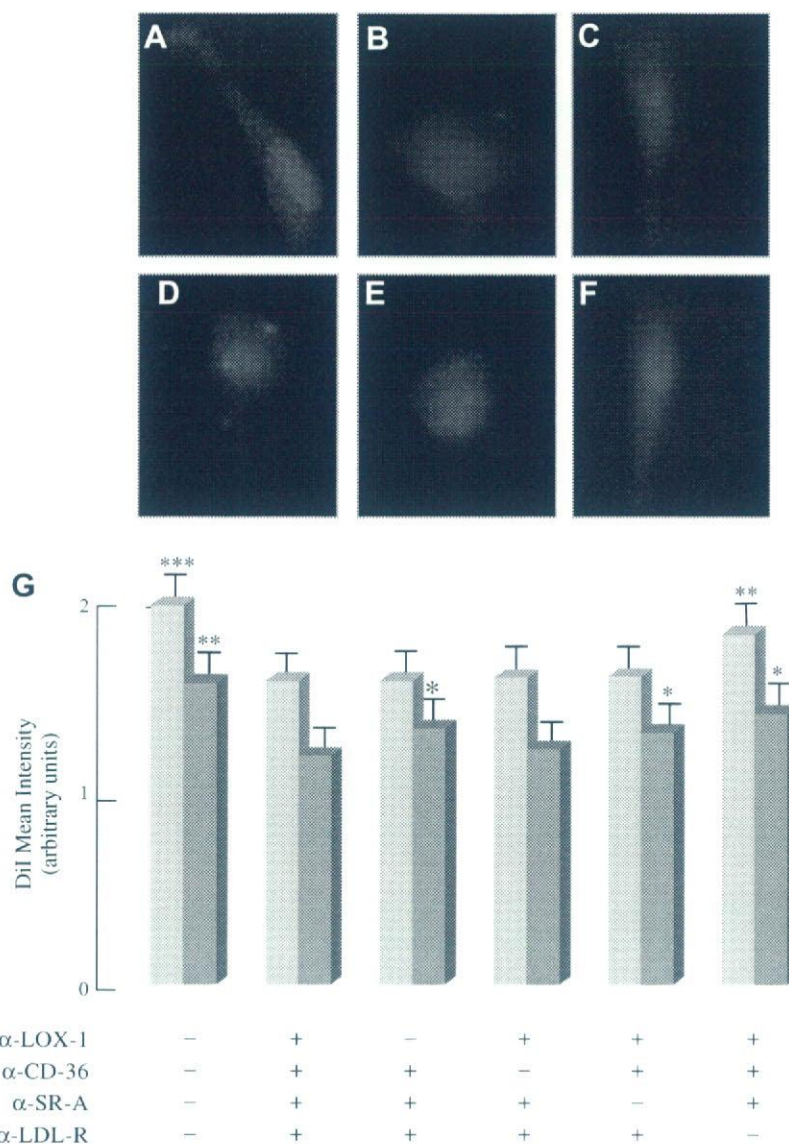 A B C
D E F
G
*** ** * * ** *
2
1
0
DiI Mean Intensity
(arbitrary units)
α-LOX-1 − + − + + +
α-CD-36 − + + − + +
α-SR-A − + + + − +
α-LDL-R − + + + + −